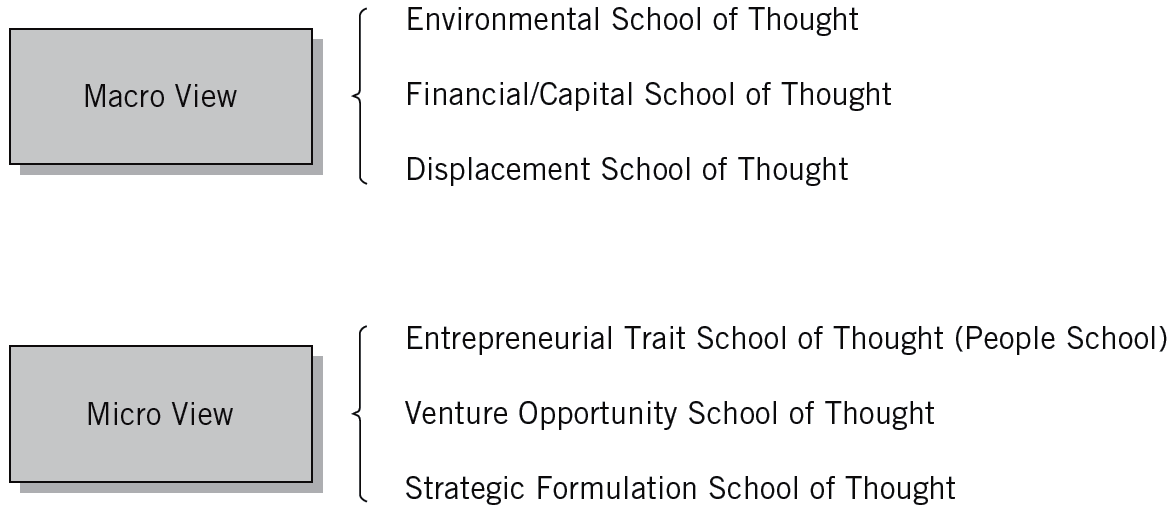 Macro View
Environmental School of Thought
Financial/Capital School of Thought
Displacement School of Thought
Micro View
Entrepreneurial Trait School of Thought (People School)
Venture Opportunity School of Thought
Strategic Formulation School of Thought